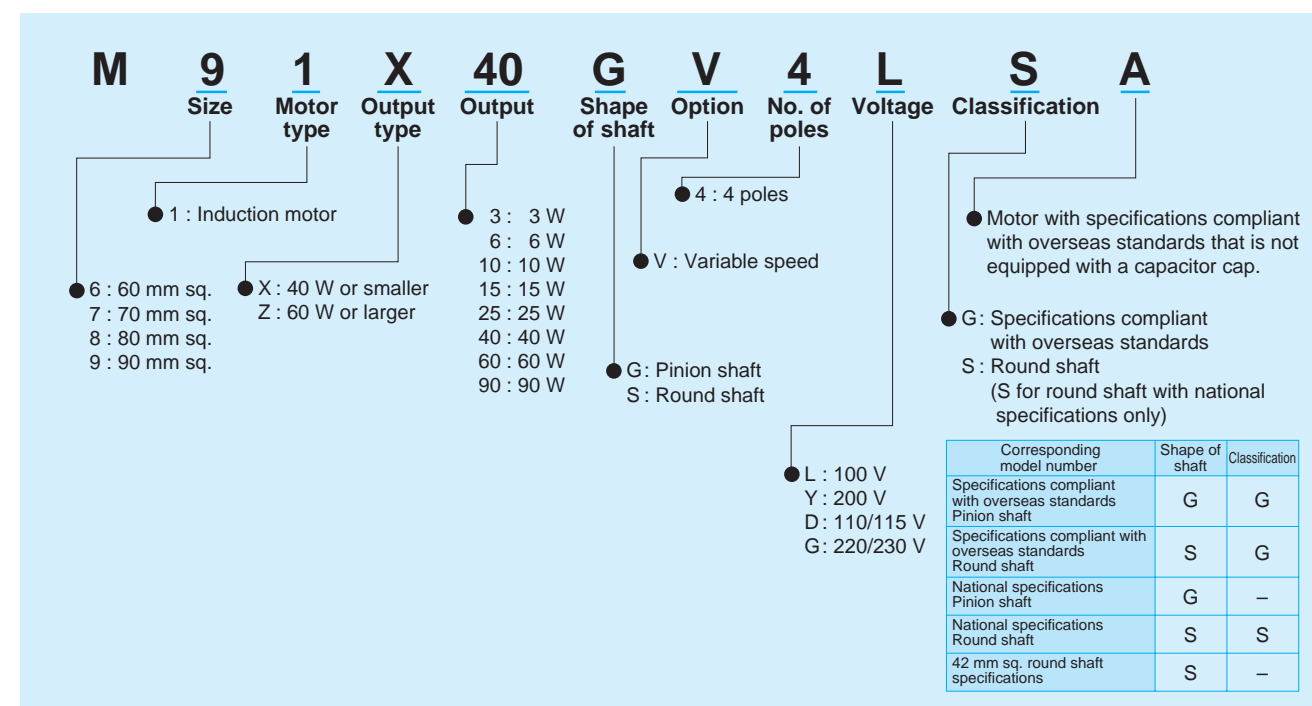 M 9 1 X 40 G V 4 L S A
Size Motor Output Output Shape Option No. of Voltage Classification
type type of shaft poles
4 : 4 poles
1 : Induction motor
3 : 3 W
6 : 6 W
10 : 10 W
15 : 15 W
25 : 25 W
40 : 40 W
60 : 60 W
90 : 90 W
Motor with specifications compliant
with overseas standards that is not
equipped with a capacitor cap.
V : Variable speed
6 : 60 mm sq.
7 : 70 mm sq.
8 : 80 mm sq.
9 : 90 mm sq.
X : 40 W or smaller
Z : 60 W or larger
G : Specifications compliant
with overseas standards
S : Round shaft
(S for round shaft with national
specifications only)
G : Pinion shaft
S : Round shaft
L : 100 V
Y : 200 V
D : 110/115 V
G : 220/230 V
Corresponding Shape of Classification
model number shaft
Specifications compliant
with overseas standards G G
Pinion shaft
Specifications compliant with
overseas standards S G
Round shaft
National specifications G –
Pinion shaft
National specifications S S
Round shaft
42 mm sq. round shaft S –
specifications